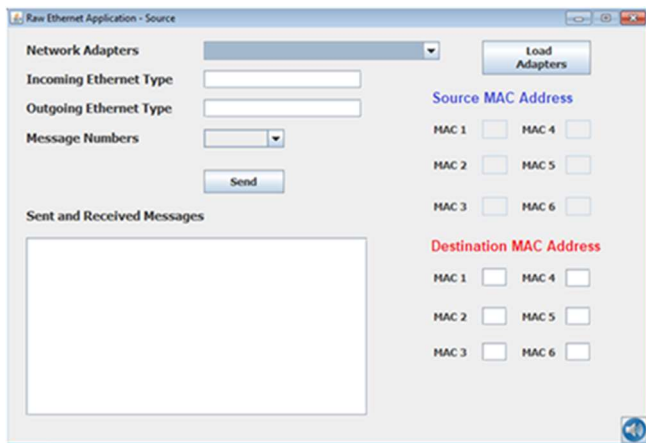 Raw Ethernet Application - Source
Network Adapters
Load
Adapters
Incoming Ethernet Type
Outgoing Ethernet Type
Message Numbers
Send
Sent and Received Messages
Source MAC Address
MAC 1 MAC 4
MAC 2 MAC 5
MAC 3 MAC 6
Destination MAC Address
MAC 1 MAC 4
MAC 2 MAC 5
MAC 3 MAC 6